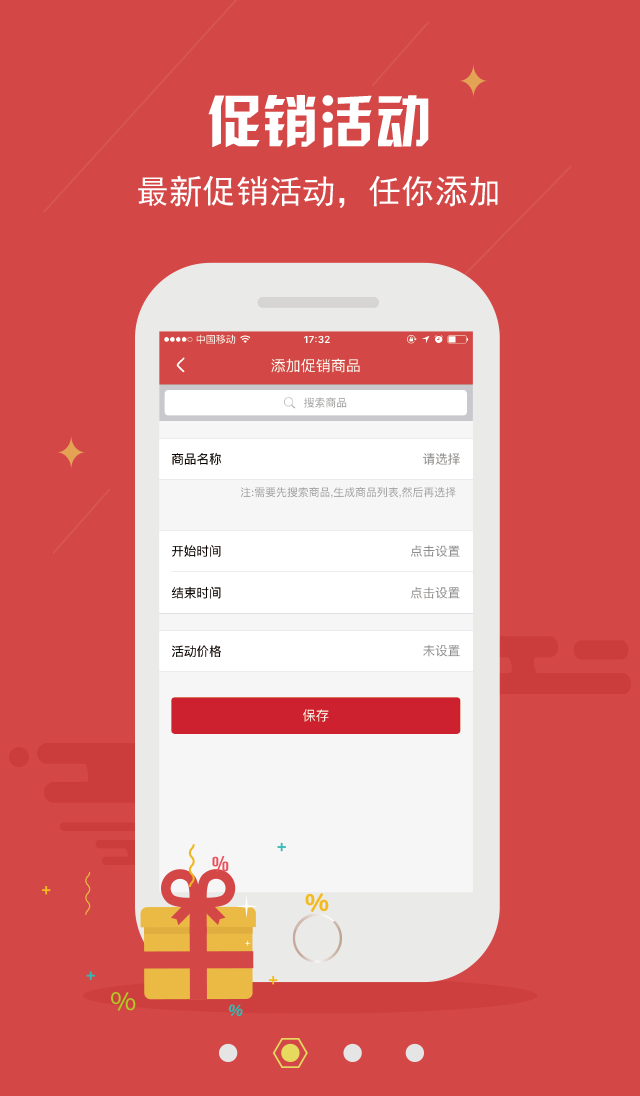 促销活动
最新促销活动，任你添加
中国移动 17:32
添加促销商品
搜索商品
商品名称 请选择
注:需要先搜索商品,生成商品列表,然后再选择
开始时间 点击设置
结束时间 点击设置
活动价格 未设置
保存
%
%
%
%